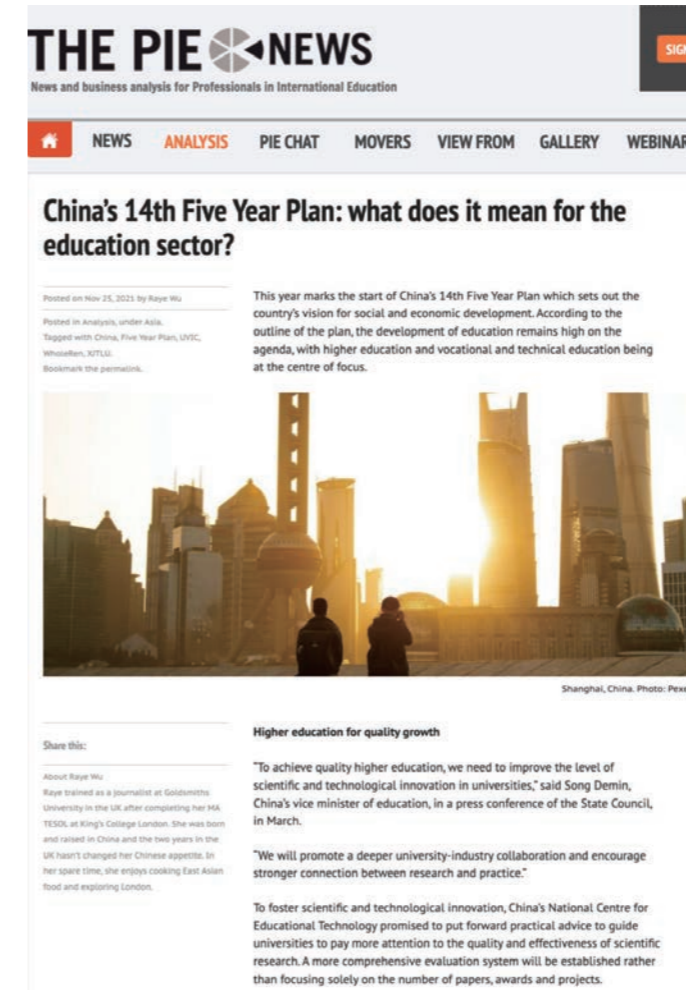 THE PIE NEWS
News and business analysis for Professionals in International Education
NEWS
ANALYSIS
PIE CHAT
MOVERS
VIEW FROM
GALLERY
WEBINAR
China's 14th Five Year Plan: what does it mean for the
education sector?
Posted on Nov 25, 2021 by Raye Wu
Posted in Analysis, under Asia.
Tagged with China, Five Year Plan, UVIC,
WholeRen, XJTLU.
Bookmark the permalink.
This year marks the start of China's 14th Five Year Plan which sets out the
country's vision for social and economic development. According to the
outline of the plan, the development of education remains high on the
agenda, with higher education and vocational and technical education being
at the centre of focus.
Shanghai, China. Photo:
Share this:
About Raye Wu
Raye trained as a journalist at Goldsmiths
University in the UK after completing her MA
TESOL at King's College London. She was born
and raised in China and the two years in the
UK hasn't changed her Chinese appetite. In
her spare time, she enjoys cooking East Asian
food and exploring London.
Higher education for quality growth
"To achieve quality higher education, we need to improve the level of
scientific and technological innovation in universities," said Song Demin,
China's vice minister of education, in a press conference of the State Council,
in March.
"We will promote a deeper university-industry collaboration and encourage
stronger connection between research and practice."
To foster scientific and technological innovation, China's National Centre for
Educational Technology promised to put forward practical advice to guide
universities to pay more attention to the quality and effectiveness of scientific
research. A more comprehensive evaluation system will be established rather
than focusing solely on the number of papers, awards and projects.